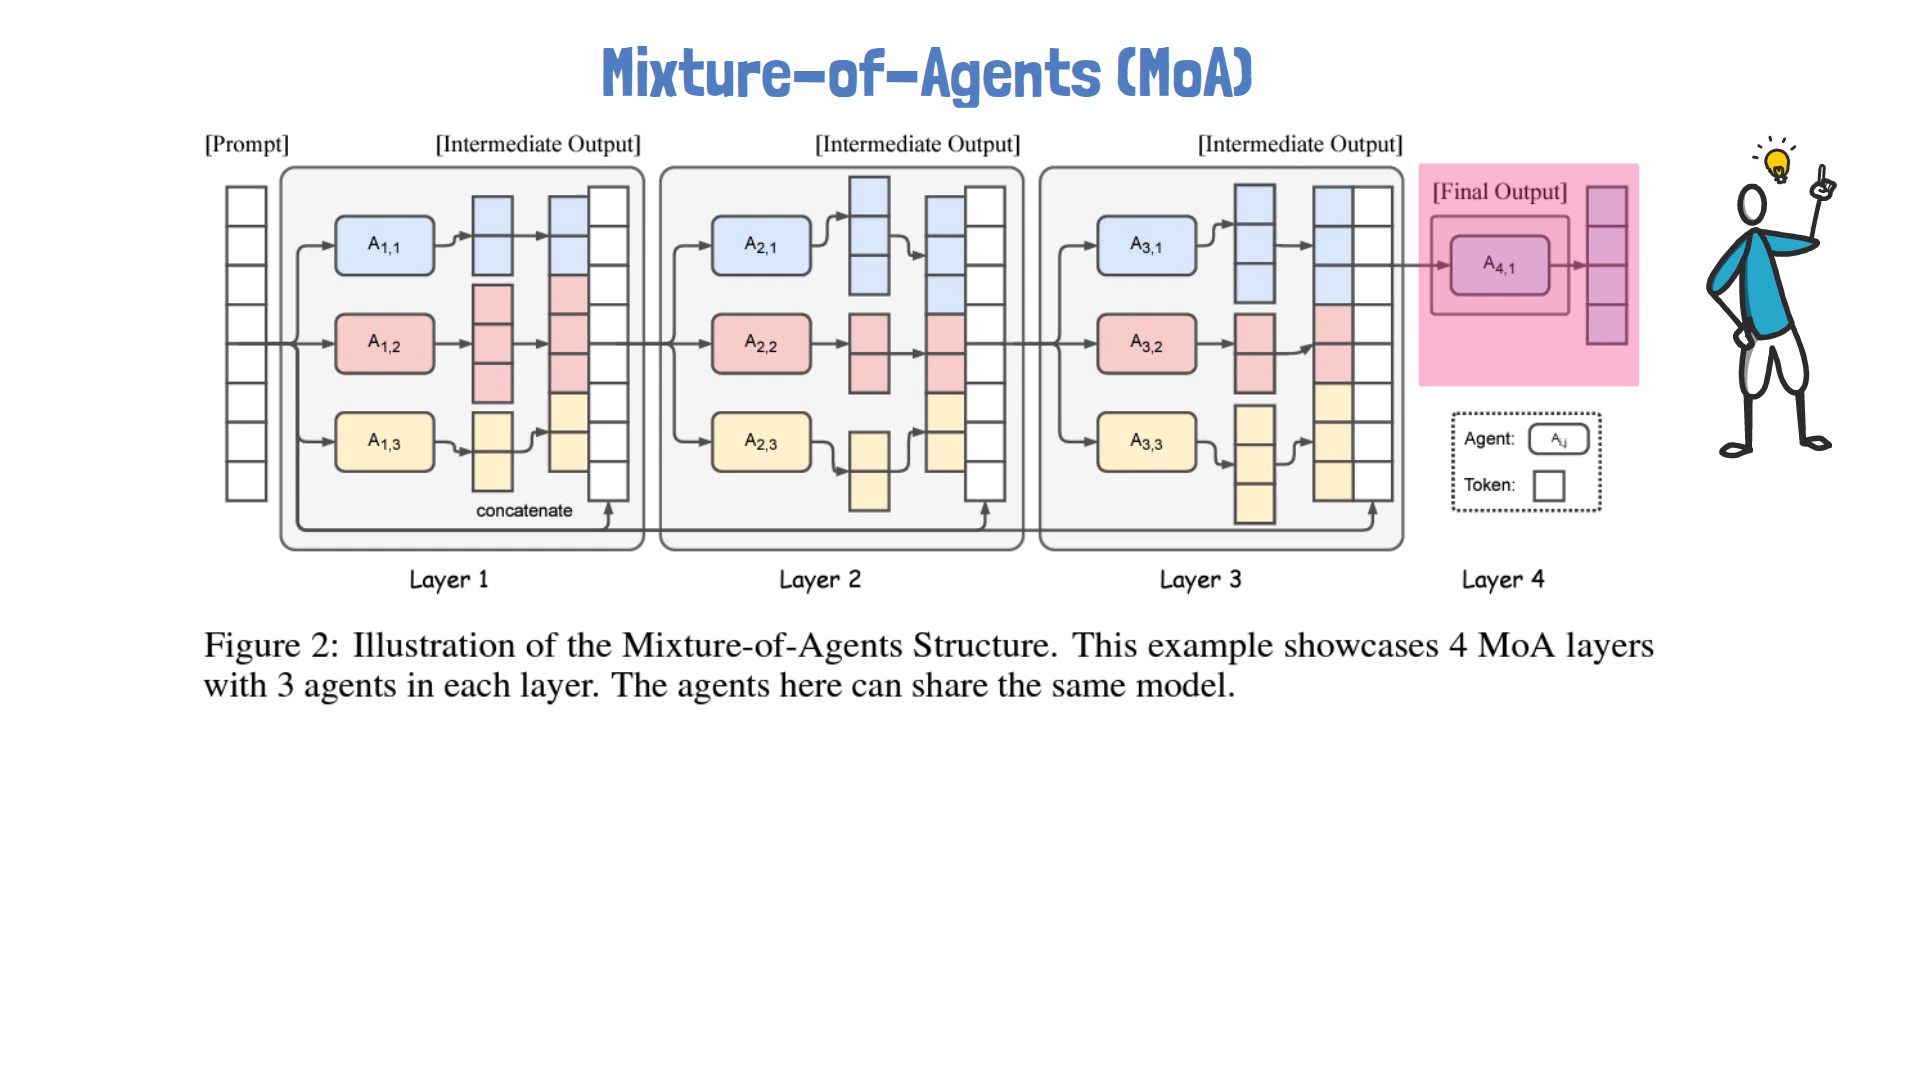 Mixture-of-Agents (MoA)
[Prompt]
[Intermediate Output]
[Intermediate Output]
[Intermediate Output]
[Final Output]
A1,1
A2,1
A3,1
A4,1
A1,2
A2,2
A3,2
A1,3
A2,3
A3,3
Agent: Ai,j
Token:
concatenate
Layer 1
Layer 2
Layer 3
Layer 4
Figure 2: Illustration of the Mixture-of-Agents Structure. This example showcases 4 MoA layers
with 3 agents in each layer. The agents here can share the same model.